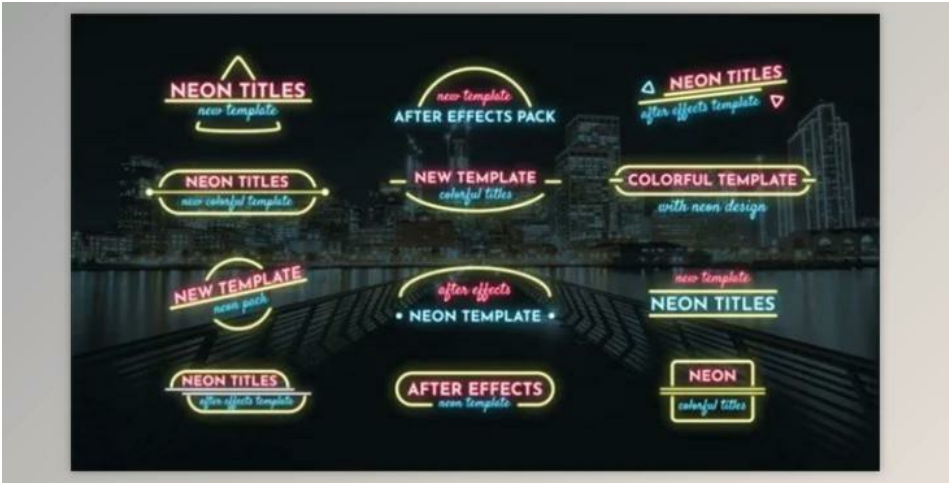 NEON TITLES
new template
new template
AFTER EFFECTS PACK
NEON TITLES
after effects template
NEON TITLES
new colorful template
NEW TEMPLATE
colorful titles
COLORFUL TEMPLATE
with neon design
NEW TEMPLATE
neon pack
after effects
NEON TEMPLATE
new template
NEON TITLES
NEON TITLES
after effects template
AFTER EFFECTS
neon template
NEON
colorful titles